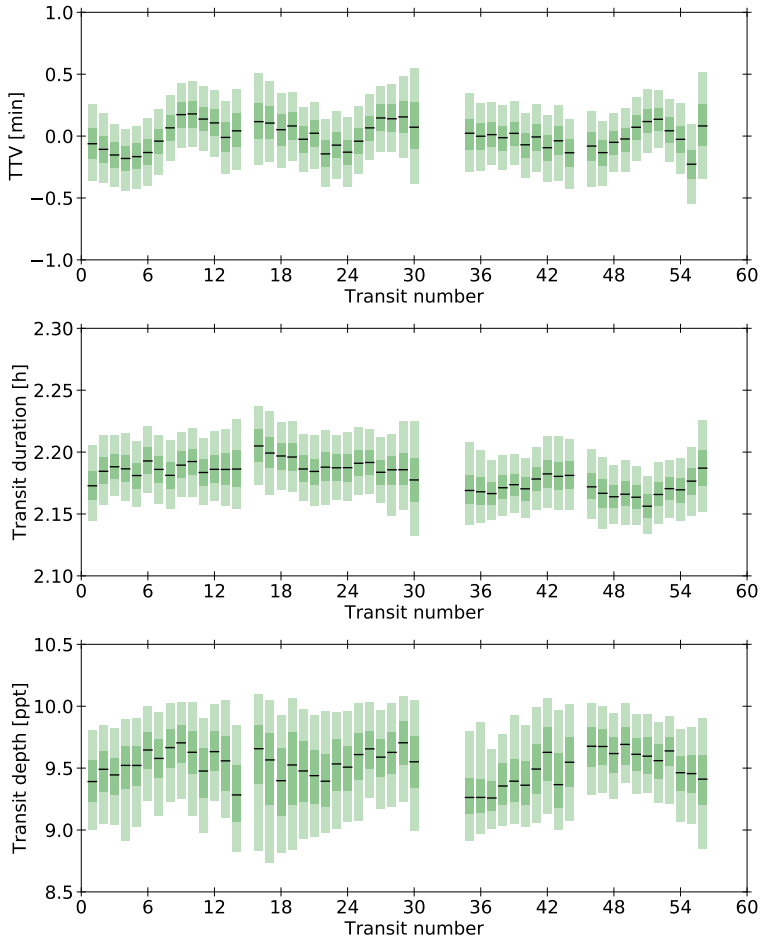 TTV [min]
1.0
0.5
0.0
−0.5
−1.0
0 6 12 18 24 30 36 42 48 54 60
Transit number
Transit duration [h]
2.30
2.25
2.20
2.15
2.10
0 6 12 18 24 30 36 42 48 54 60
Transit number
Transit depth [ppt]
10.5
10.0
9.5
9.0
8.5
0 6 12 18 24 30 36 42 48 54 60
Transit number